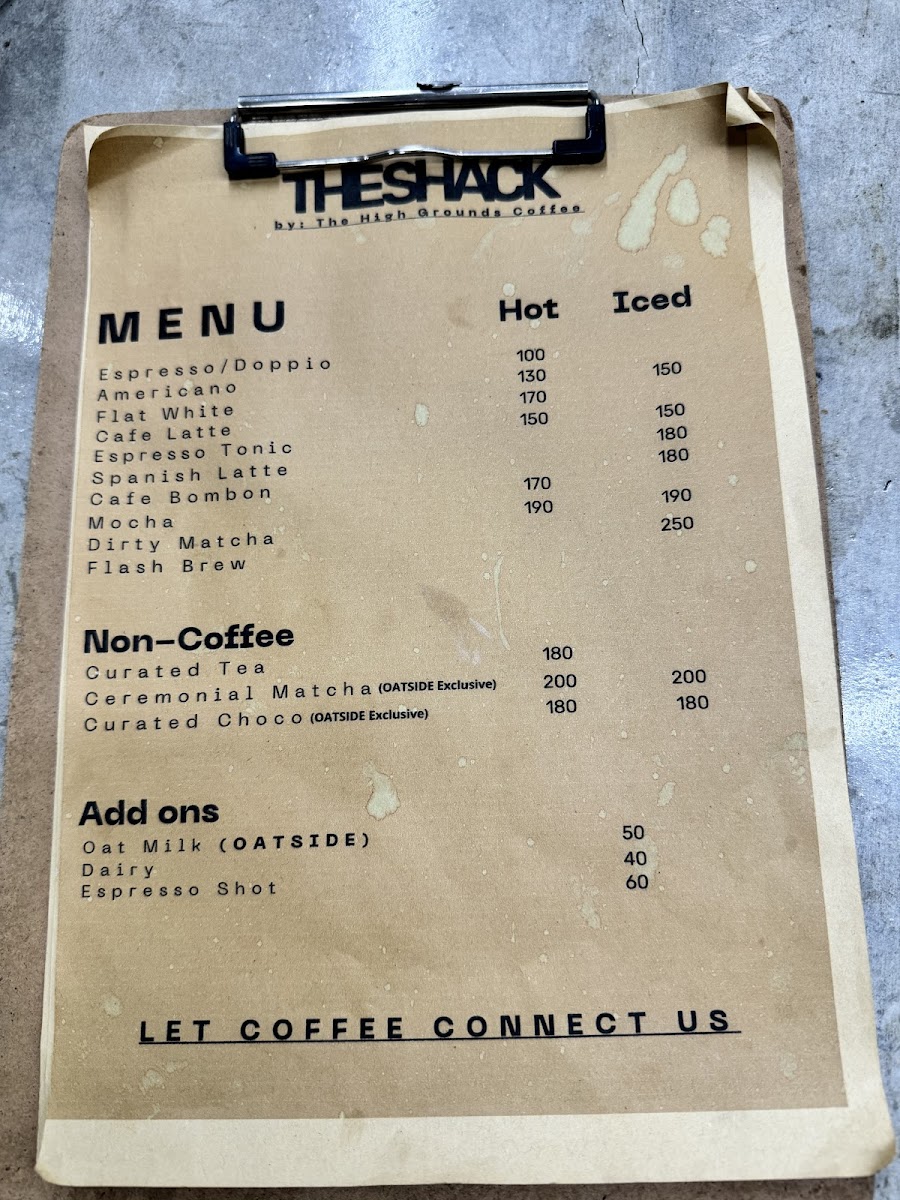 THESHACK
by: The High Grounds Coffee
MENU Hot Iced
Espresso/Doppio 100
Americano 130 150
Flat White 170
Cafe Latte 150 150
Espresso Tonic 180
Spanish Latte 180
Cafe Bombon 170
Mocha 190 190
Dirty Matcha 250
Flash Brew
Non-Coffee
Curated Tea 180
Ceremonial Matcha (OATSIDE Exclusive) 200 200
Curated Choco (OATSIDE Exclusive) 180 180
Add ons
Oat Milk (OATSIDE) 50
Dairy 40
Espresso Shot 60
LET COFFEE CONNECT US